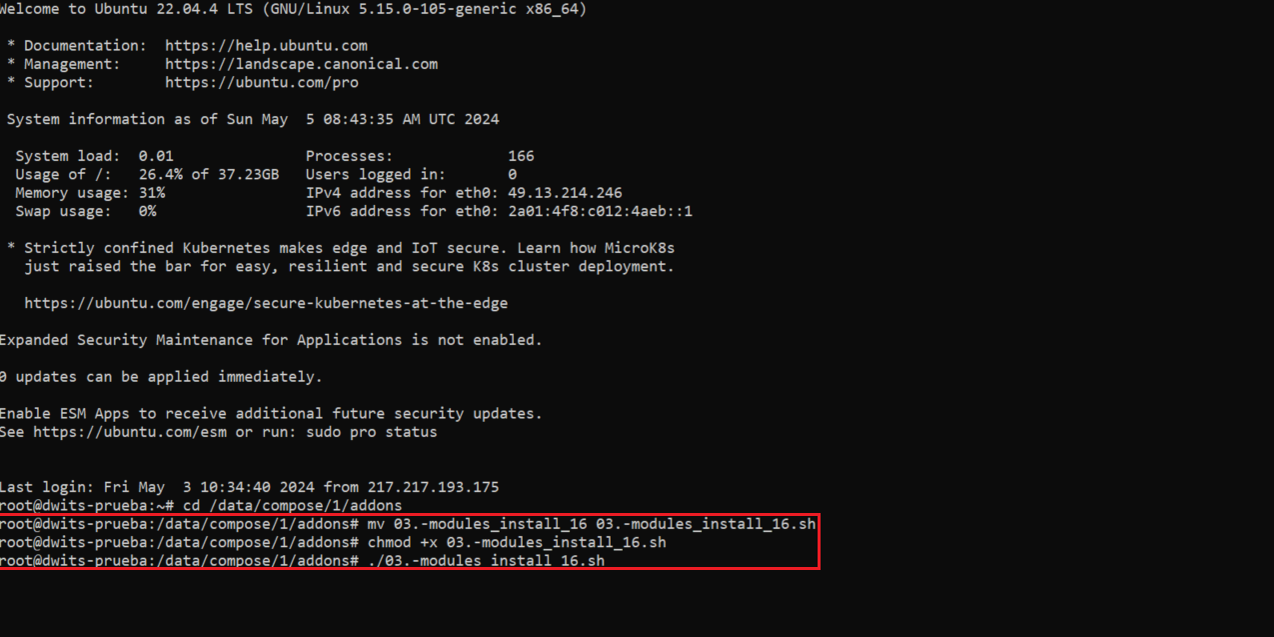 Welcome to Ubuntu 22.04.4 LTS (GNU/Linux 5.15.0-105-generic x86_64)
* Documentation: https://help.ubuntu.com
* Management: https://landscape.canonical.com
* Support: https://ubuntu.com/pro
System information as of Sun May 5 08:43:35 AM UTC 2024
System load: 0.01 Processes: 166
Usage of /: 26.4% of 37.23GB Users logged in: 0
Memory usage: 31% IPv4 address for eth0: 49.13.214.246
Swap usage: 0% IPv6 address for eth0: 2a01:4f8:c012:4aeb::1
* Strictly confined Kubernetes makes edge and IoT secure. Learn how MicroK8s
just raised the bar for easy, resilient and secure K8s cluster deployment.
https://ubuntu.com/engage/secure-kubernetes-at-the-edge
Expanded Security Maintenance for Applications is not enabled.
0 updates can be applied immediately.
Enable ESM Apps to receive additional future security updates.
See https://ubuntu.com/esm or run: sudo pro status
Last login: Fri May 3 10:34:40 2024 from 217.217.193.175
root@dwits-prueba:~# cd /data/compose/1/addons
root@dwits-prueba:/data/compose/1/addons# mv 03.-modules_install_16 03.-modules_install_16.sh
root@dwits-prueba:/data/compose/1/addons# chmod +x 03.-modules_install_16.sh
root@dwits-prueba:/data/compose/1/addons# ./03.-modules_install_16.sh